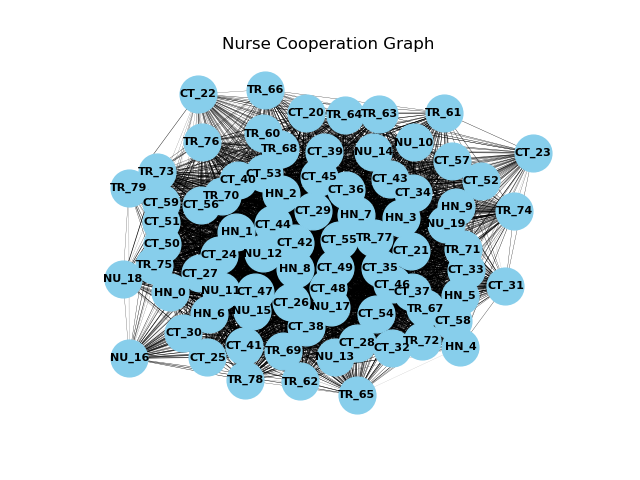 Nurse Cooperation Graph
TR_66
CT_22
CT_20
TR_64
TR_63
TR_61
TR_60
TR_76
NU_10
TR_68
CT_39
NU_14
CT_23
CT_57
TR_73
CT_53
CT_45
CT_40
CT_43
CT_52
TR_79
CT_36
HN_2
CT_34
TR_70
CT_59
CT_56
HN_9
CT_29
HN_7
TR_74
HN_3
CT_51
CT_44
NU_19
HN_1
TR_77
CT_55
CT_50
CT_42
CT_21
TR_71
NU_12
CT_24
TR_75
HN_8
CT_49
CT_35
CT_33
CT_27
NU_18
CT_46
CT_31
HN_0
NU_11
CT_47
CT_48
CT_37
HN_5
CT_26
NU_17
TR_67
HN_6
NU_15
CT_54
CT_58
CT_38
CT_30
CT_28
TR_72
CT_41
CT_32
HN_4
TR_69
NU_16
CT_25
NU_13
TR_78
TR_62
TR_65